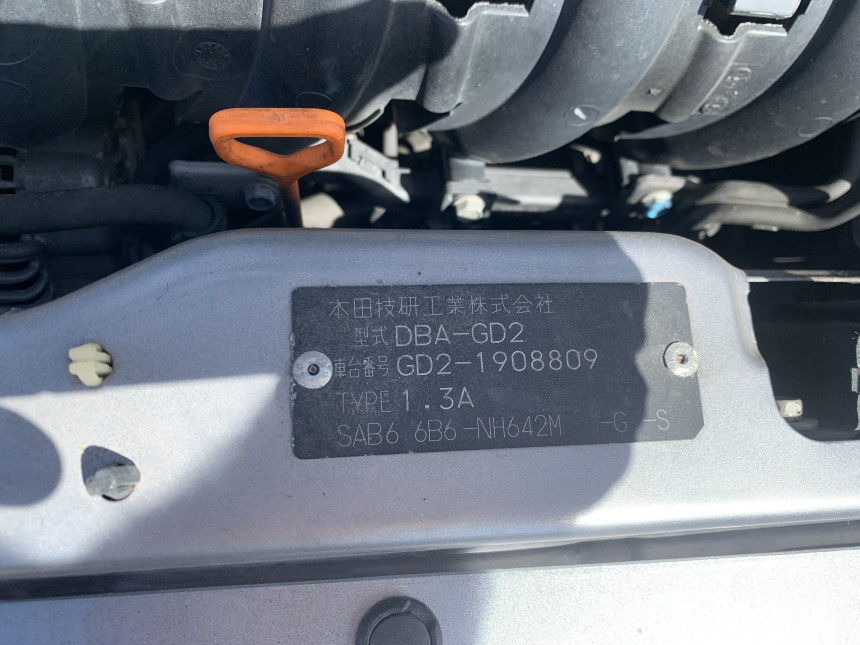 本田技研工業株式会社
型式 DBA-GD2
車台番号 GD2-1908809
TYPE 1.3A
SAB6 6B6-NH642M -G -S